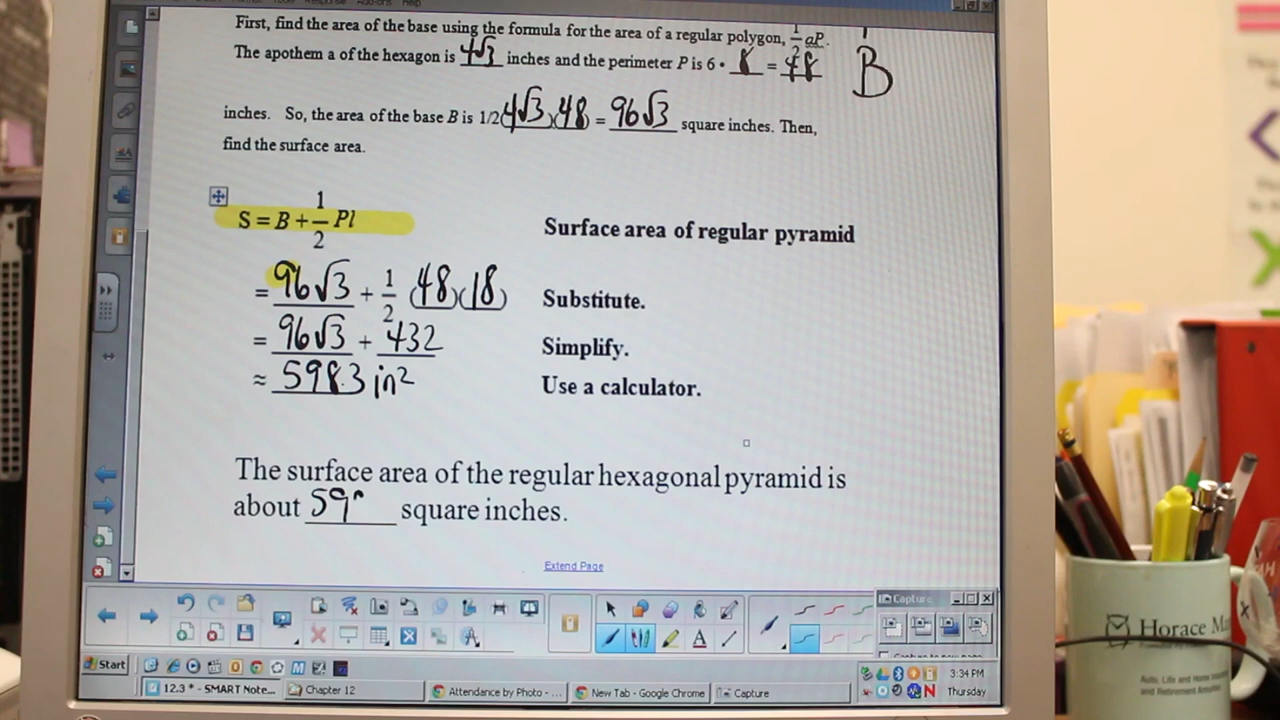 First, find the area of the base using the formula for the area of a regular polygon, 1/2 aP.
The apothem a of the hexagon is 4√3 inches and the perimeter P is 6 • 8 = 48
B
inches. So, the area of the base B is 1/2(4√3)(48) = 96√3 square inches. Then,
find the surface area.
S = B + 1/2 Pl Surface area of regular pyramid
= 96√3 + 1/2 (48)(18) Substitute.
= 96√3 + 432 Simplify.
≈ 598.3 in² Use a calculator.
The surface area of the regular hexagonal pyramid is
about 59 square inches.
Extend Page
Capture
Start
3:34 PM
12.3 * - SMART Note...
Chapter 12
Attendance by Photo - ...
New Tab - Google Chrome
Capture
Thursday
Horace Ma
Auto, Life and Home
and Retirement